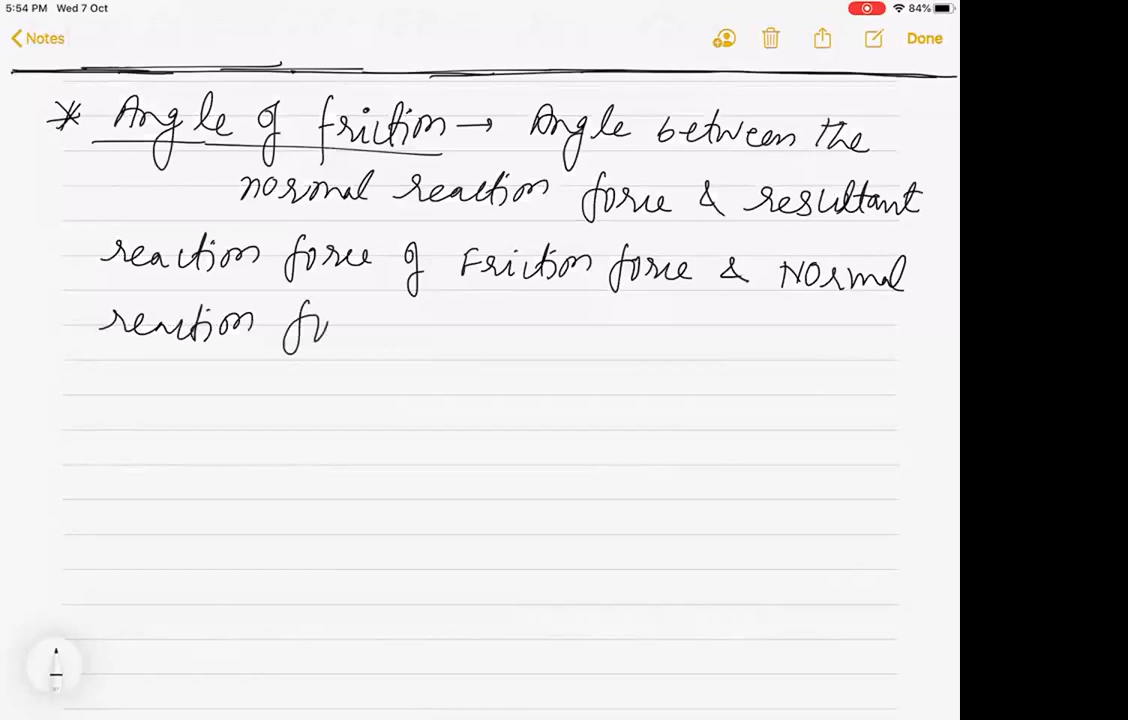 5:54 PM Wed 7 Oct 84%
Notes Done
* Angle of friction → Angle between the
normal reaction force & resultant
reaction force of Friction force & Normal
reaction fo